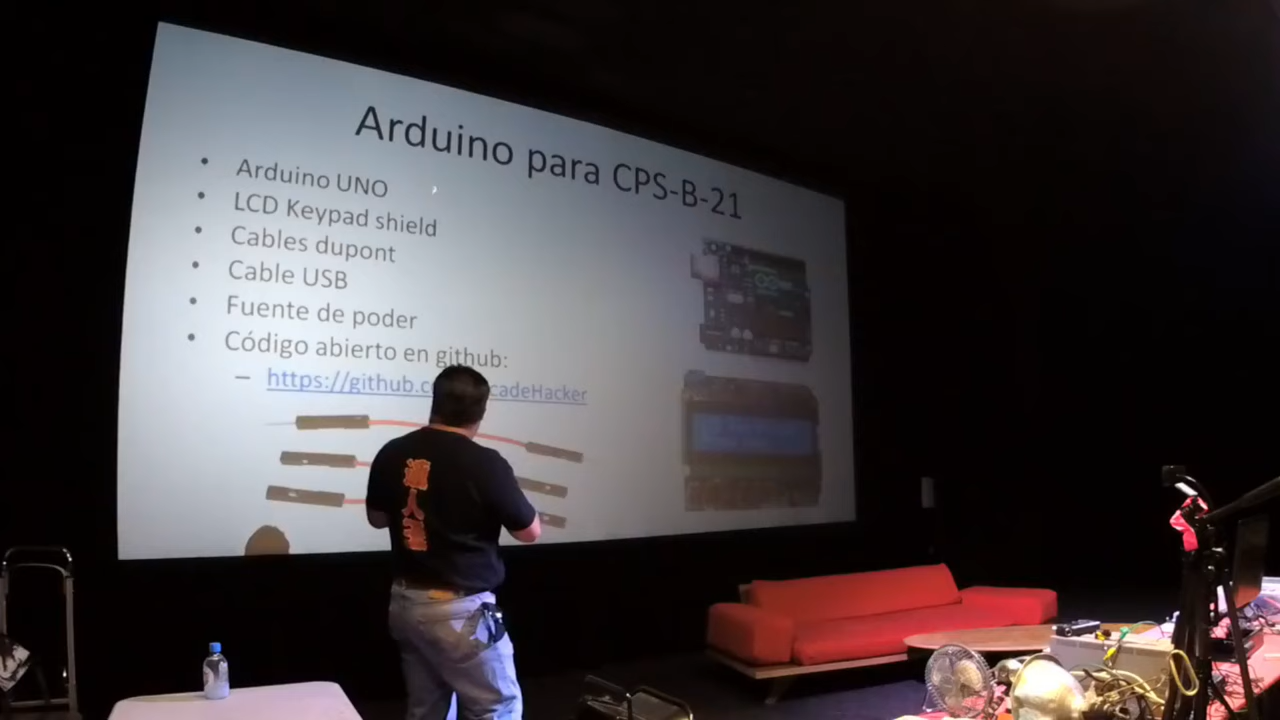 Arduino para CPS-B-21
• Arduino UNO
• LCD Keypad shield
• Cables dupont
• Cable USB
• Fuente de poder
• Código abierto en github:
– https://github.c cadeHacker
人